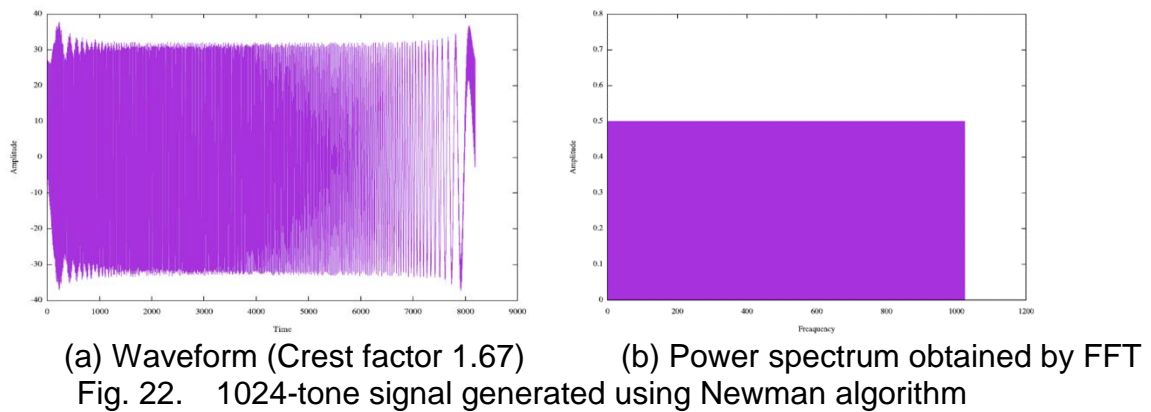 40
30
20
10
0
-10
-20
-30
-40
Amplitude
0 1000 2000 3000 4000 5000 6000 7000 8000 9000
Time
0.8
0.7
0.6
0.5
0.4
0.3
0.2
0.1
0
Amplitude
0 200 400 600 800 1000 1200
Freaquency
(a) Waveform (Crest factor 1.67) (b) Power spectrum obtained by FFT
Fig. 22. 1024-tone signal generated using Newman algorithm